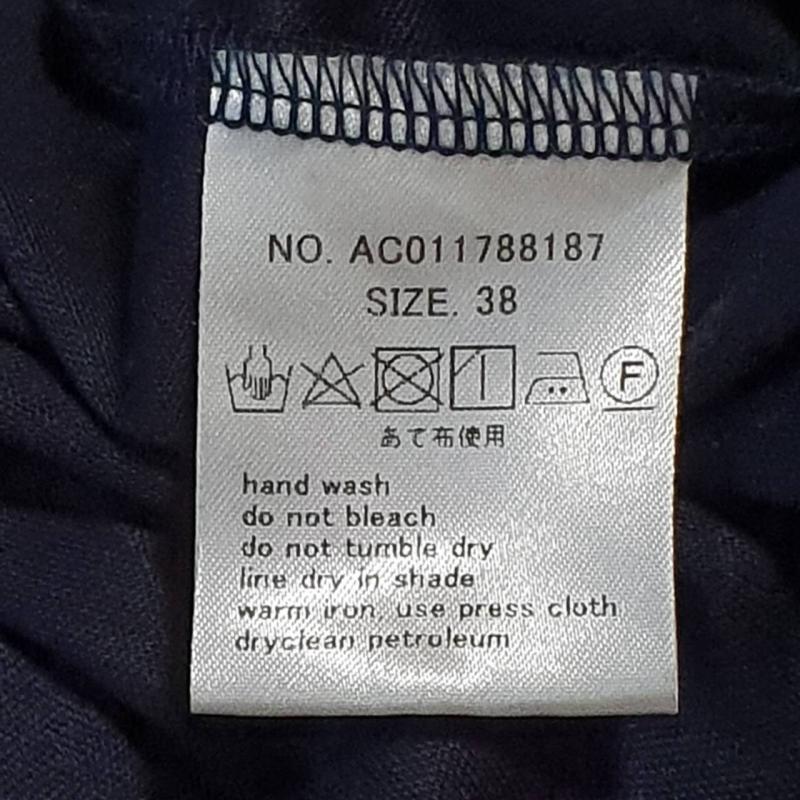 NO. AC011788187
SIZE. 38
F
あて布使用
hand wash
do not bleach
do not tumble dry
line dry in shade
warm iron, use press cloth
dryclean petroleum